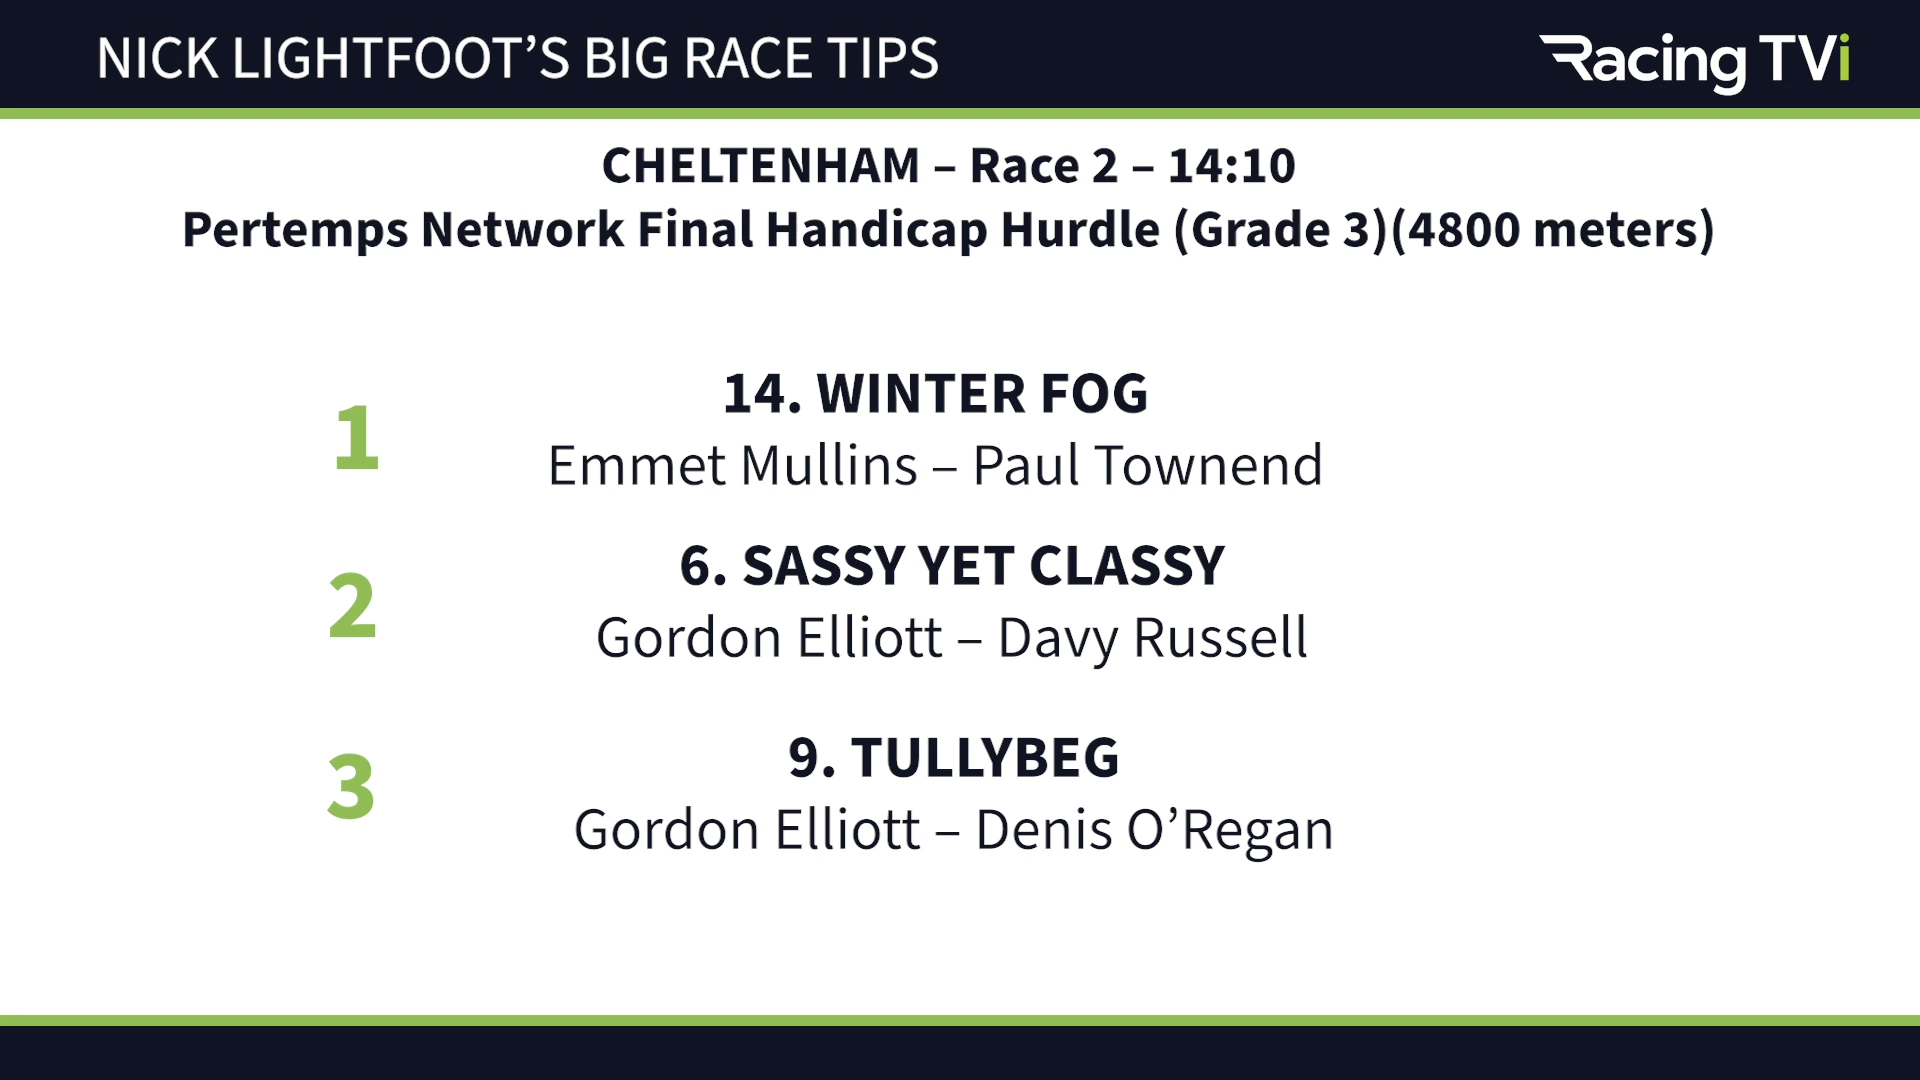 NICK LIGHTFOOT’S BIG RACE TIPS
Racing TVi
CHELTENHAM – Race 2 – 14:10
Pertemps Network Final Handicap Hurdle (Grade 3)(4800 meters)
1
14. WINTER FOG
Emmet Mullins – Paul Townend
2
6. SASSY YET CLASSY
Gordon Elliott – Davy Russell
3
9. TULLYBEG
Gordon Elliott – Denis O’Regan